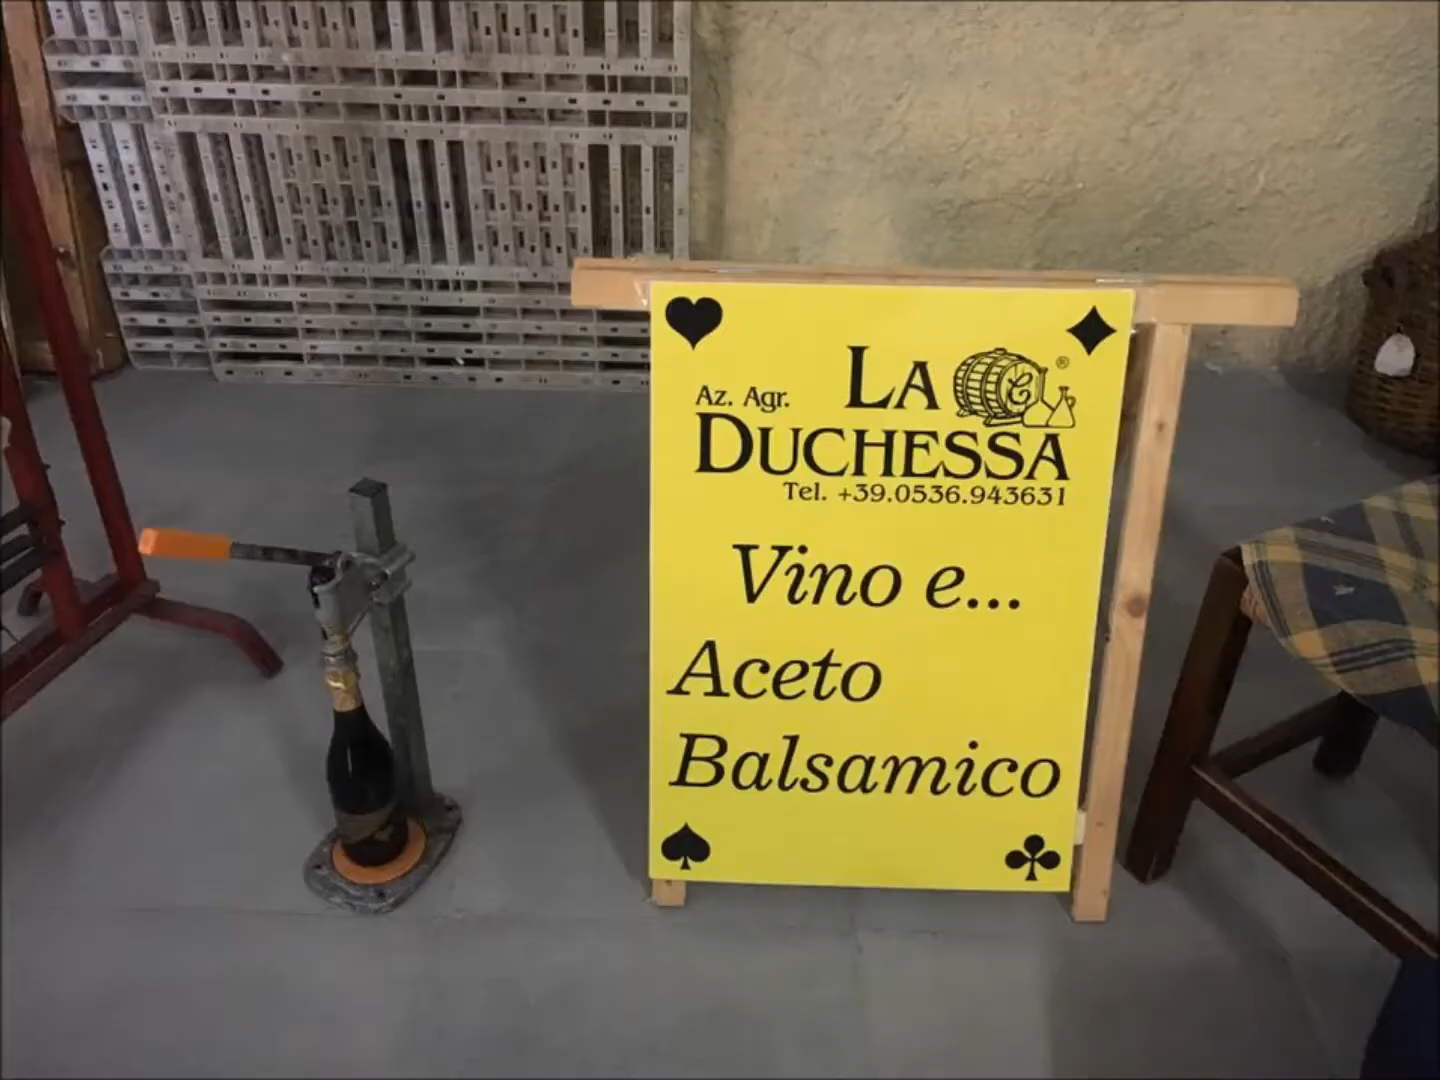 LA ®
Az. Agr.
DUCHESSA
Tel. +39.0536.943631
Vino e...
Aceto
Balsamico